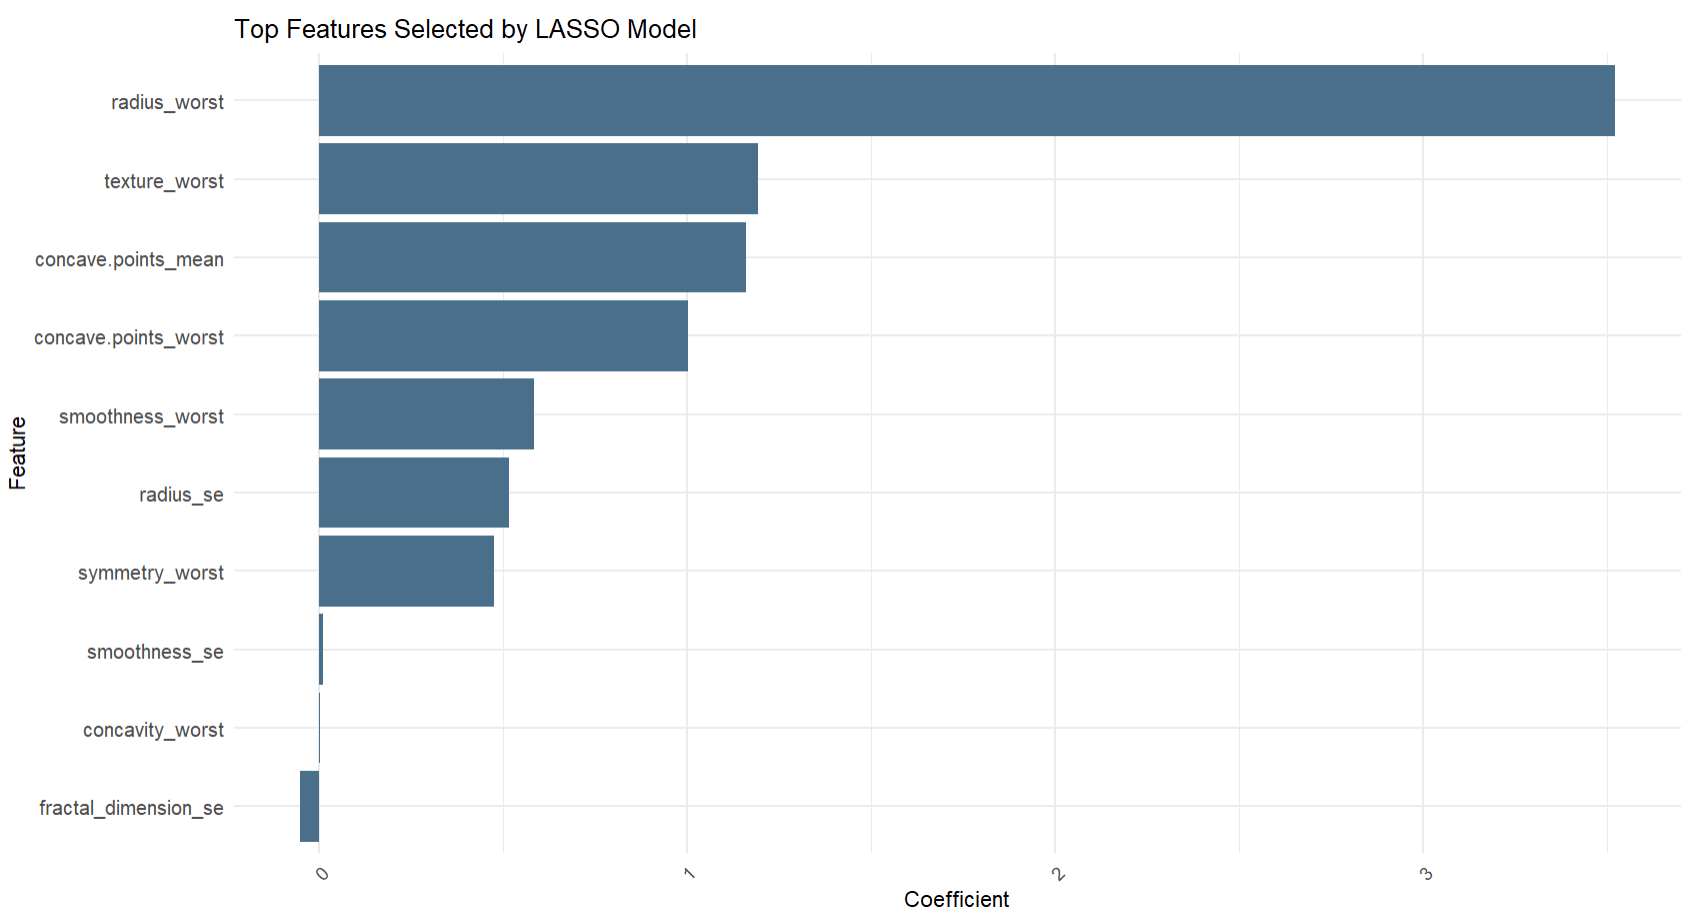 Top Features Selected by LASSO Model
Feature
radius_worst
texture_worst
concave.points_mean
concave.points_worst
smoothness_worst
radius_se
symmetry_worst
smoothness_se
concavity_worst
fractal_dimension_se
0 1 2 3
Coefficient